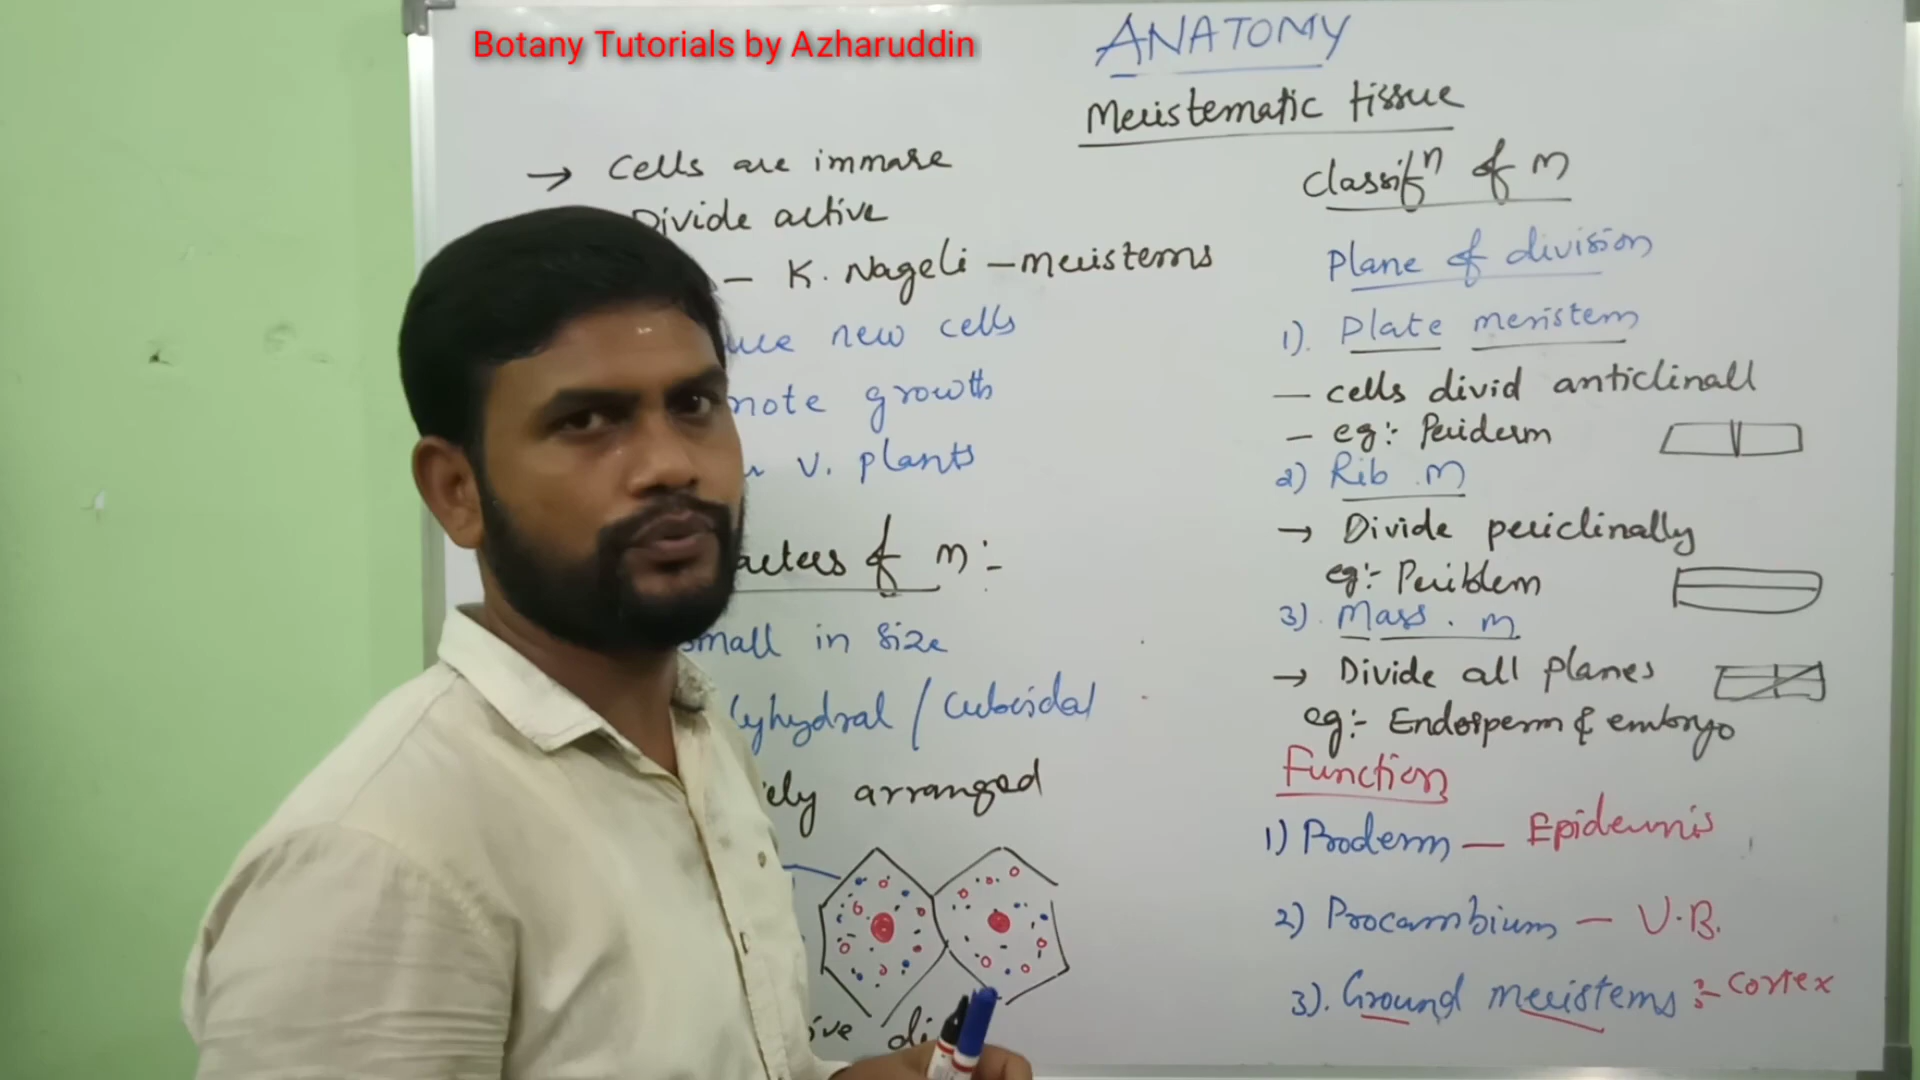 Botany Tutorials by Azharuddin
ANATOMY
Meristematic tissue
→ Cells are immare
Divide active
- K. Nageli - meristems
new cells
growth
v. plants
of m:-
small in size
/ Cuboidal
arranged
Classifn of m
Plane of division
1). Plate meristem
- cells divid anticlinall
- eg:- Periderm
2) Rib .m
→ Divide periclinally
eg:- Periblem
3). Mass . m
→ Divide all planes
eg:- Endosperm & embryo
Function
1) Proderm - Epidermis
2) Procambium - V.B.
3). Ground meristems :- Cortex